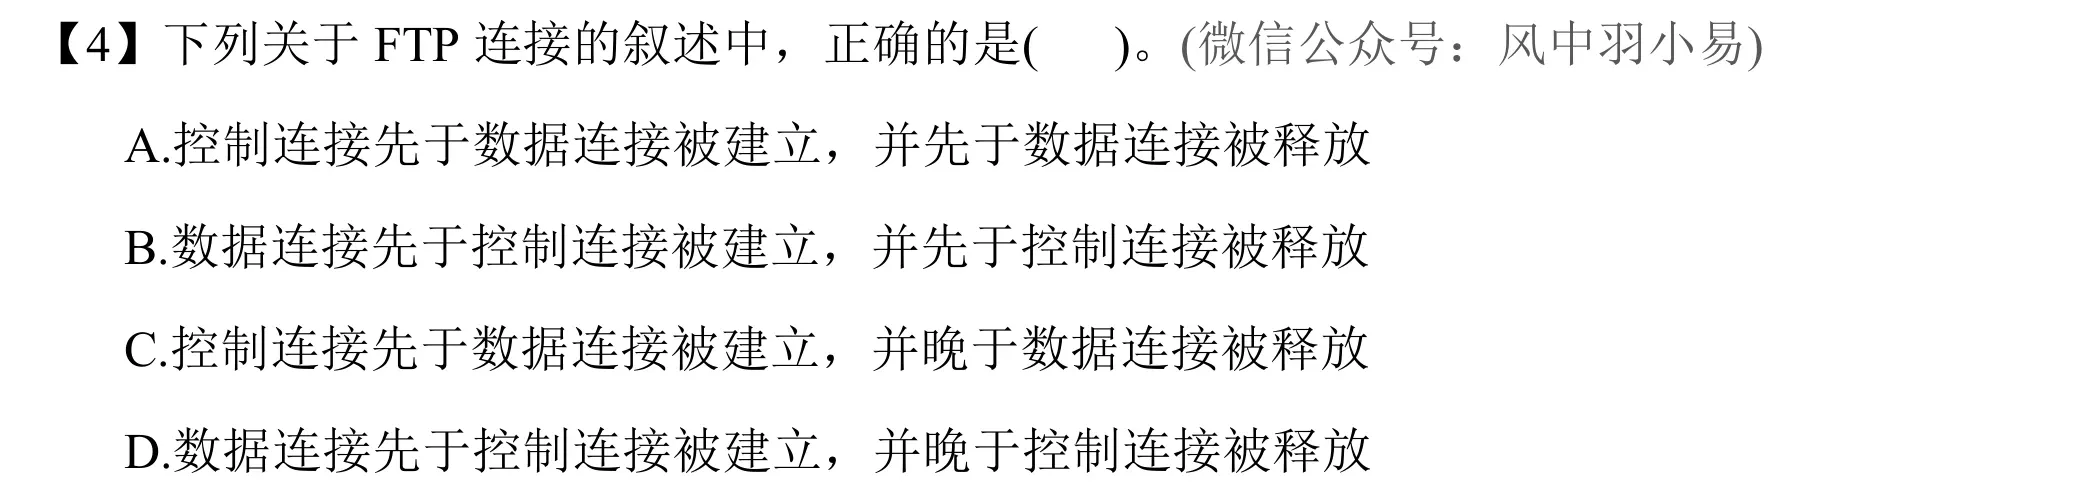 【4】下列关于 FTP 连接的叙述中，正确的是(    )。(微信公众号：风中羽小易)
A.控制连接先于数据连接被建立，并先于数据连接被释放
B.数据连接先于控制连接被建立，并先于控制连接被释放
C.控制连接先于数据连接被建立，并晚于数据连接被释放
D.数据连接先于控制连接被建立，并晚于控制连接被释放